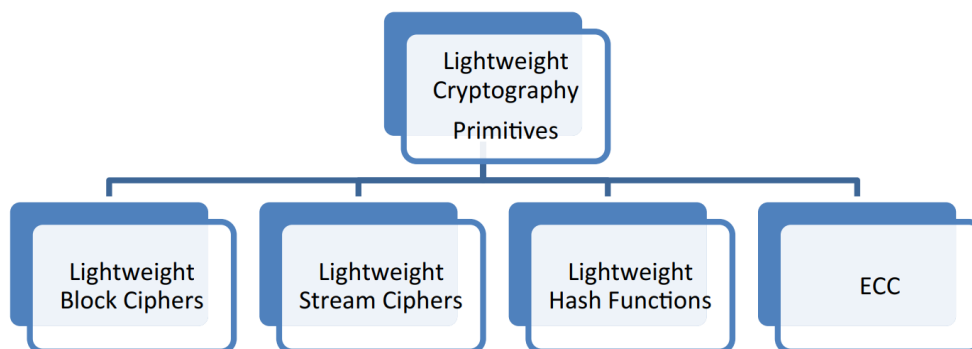 Lightweight
Cryptography
Primitives
Lightweight
Block Ciphers
Lightweight
Stream Ciphers
Lightweight
Hash Functions
ECC